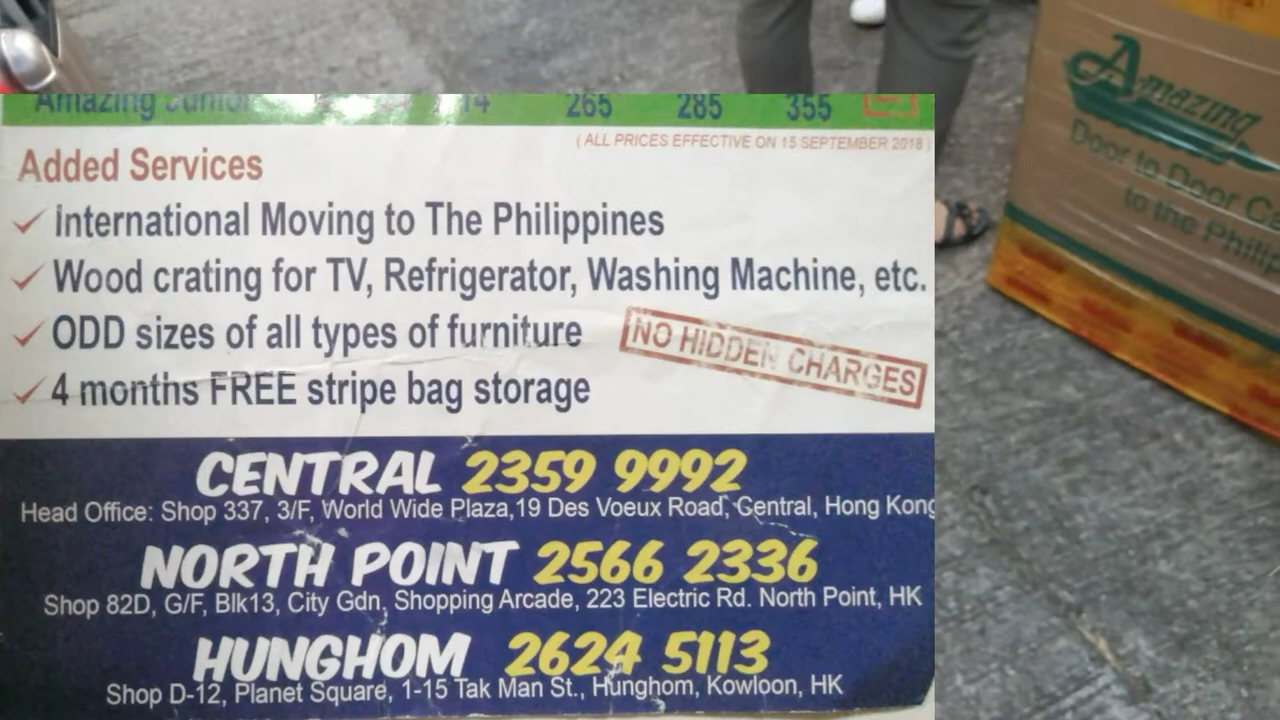 Amazing Junior 14 265 285 355
( ALL PRICES EFFECTIVE ON 15 SEPTEMBER 2018 )
Added Services
✓ International Moving to The Philippines
✓ Wood crating for TV, Refrigerator, Washing Machine, etc.
✓ ODD sizes of all types of furniture
NO HIDDEN CHARGES
✓ 4 months FREE stripe bag storage
CENTRAL 2359 9992
Head Office: Shop 337, 3/F, World Wide Plaza,19 Des Voeux Road, Central, Hong Kong
NORTH POINT 2566 2336
Shop 82D, G/F, Blk13, City Gdn, Shopping Arcade, 223 Electric Rd. North Point, HK
HUNGHOM 2624 5113
Shop D-12, Planet Square, 1-15 Tak Man St., Hunghom, Kowloon, HK
Amazing
Door to Door
to the